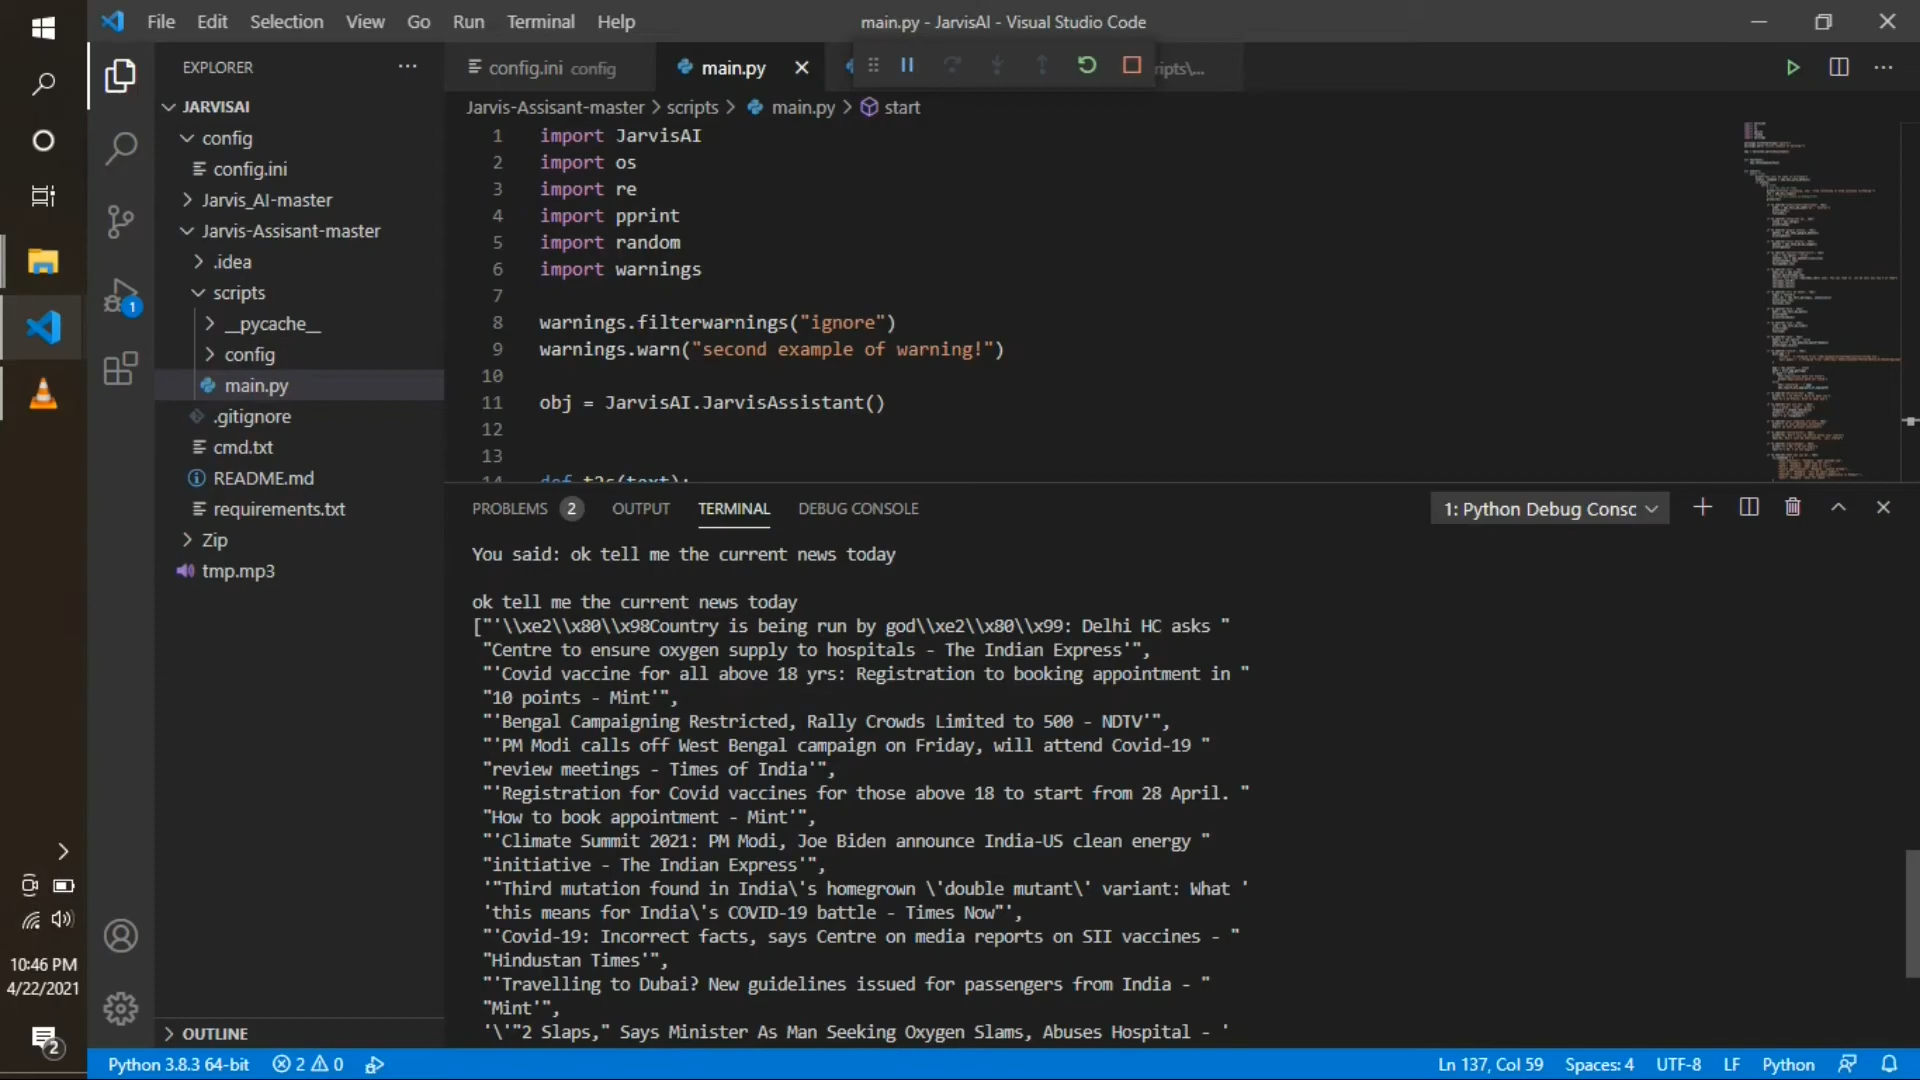 File Edit Selection View Go Run Terminal Help
main.py - JarvisAI - Visual Studio Code
EXPLORER
JARVISAI
config
config.ini
Jarvis_AI-master
Jarvis-Assisant-master
.idea
scripts
__pycache__
config
main.py
.gitignore
cmd.txt
README.md
requirements.txt
Zip
tmp.mp3
OUTLINE
config.ini config
main.py
ripts\...
Jarvis-Assisant-master > scripts > main.py > start
1 import JarvisAI
2 import os
3 import re
4 import pprint
5 import random
6 import warnings
7
8 warnings.filterwarnings("ignore")
9 warnings.warn("second example of warning!")
10
11 obj = JarvisAI.JarvisAssistant()
12
13
14 def t2s(text):
PROBLEMS 2 OUTPUT TERMINAL DEBUG CONSOLE
1: Python Debug Consc
You said: ok tell me the current news today
ok tell me the current news today
["'\\xe2\\x80\\x98Country is being run by god\\xe2\\x80\\x99: Delhi HC asks "
"Centre to ensure oxygen supply to hospitals - The Indian Express'",
"'Covid vaccine for all above 18 yrs: Registration to booking appointment in "
"10 points - Mint'",
"'Bengal Campaigning Restricted, Rally Crowds Limited to 500 - NDTV'",
"'PM Modi calls off West Bengal campaign on Friday, will attend Covid-19 "
"review meetings - Times of India'",
"'Registration for Covid vaccines for those above 18 to start from 28 April. "
"How to book appointment - Mint'",
"'Climate Summit 2021: PM Modi, Joe Biden announce India-US clean energy "
"initiative - The Indian Express'",
'"Third mutation found in India\'s homegrown \'double mutant\' variant: What '
'this means for India\'s COVID-19 battle - Times Now"',
"'Covid-19: Incorrect facts, says Centre on media reports on SII vaccines - "
"Hindustan Times'",
"'Travelling to Dubai? New guidelines issued for passengers from India - "
"Mint'",
'\'"2 Slaps," Says Minister As Man Seeking Oxygen Slams, Abuses Hospital - '
1
10:46 PM
4/22/2021
2
Python 3.8.3 64-bit 2 0
Ln 137, Col 59 Spaces: 4 UTF-8 LF Python